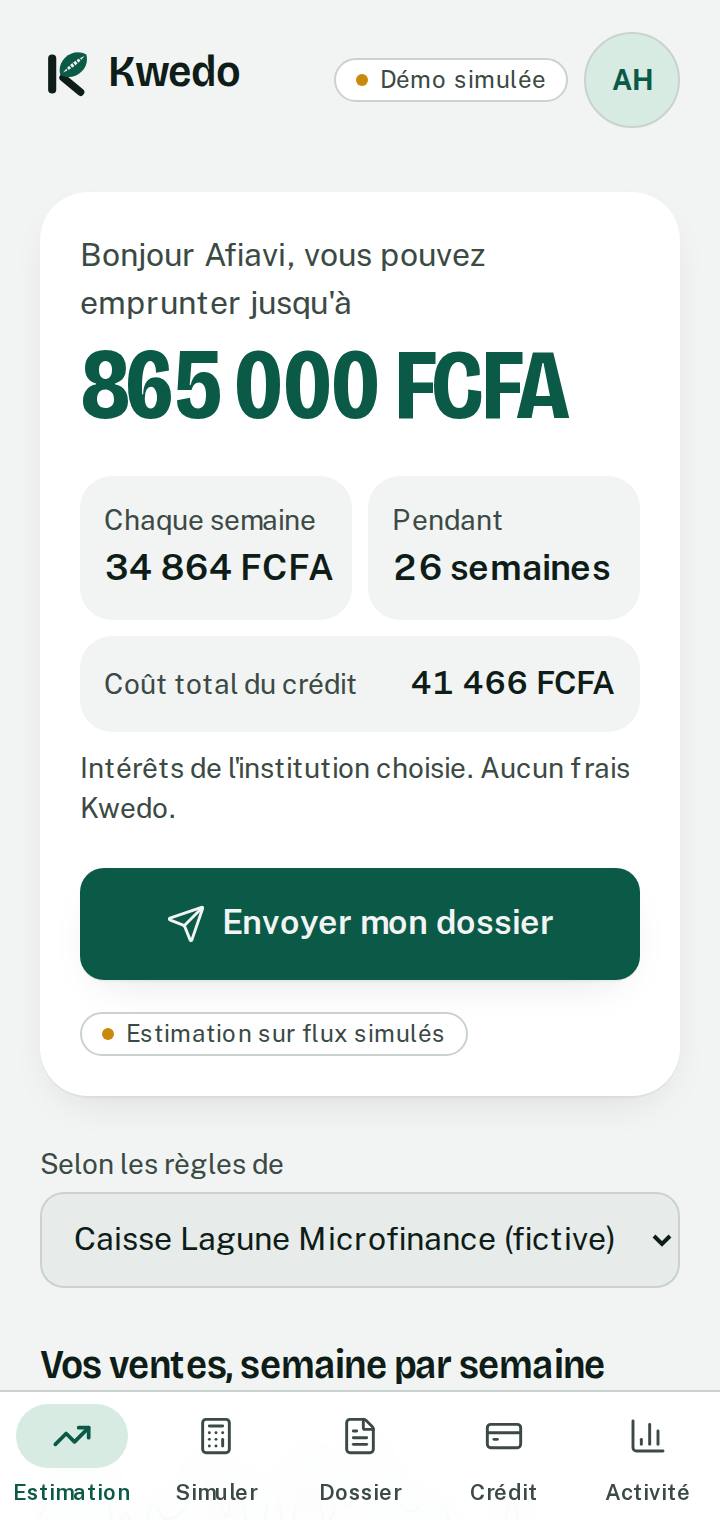 Kwedo
Démo simulée
AH
Bonjour Afiavi, vous pouvez
emprunter jusqu'à
865 000 FCFA
Chaque semaine
34 864 FCFA
Pendant
26 semaines
Coût total du crédit
41 466 FCFA
Intérêts de l'institution choisie. Aucun frais
Kwedo.
Envoyer mon dossier
Estimation sur flux simulés
Selon les règles de
Caisse Lagune Microfinance (fictive)
Vos ventes, semaine par semaine
Estimation
Simuler
Dossier
Crédit
Activité